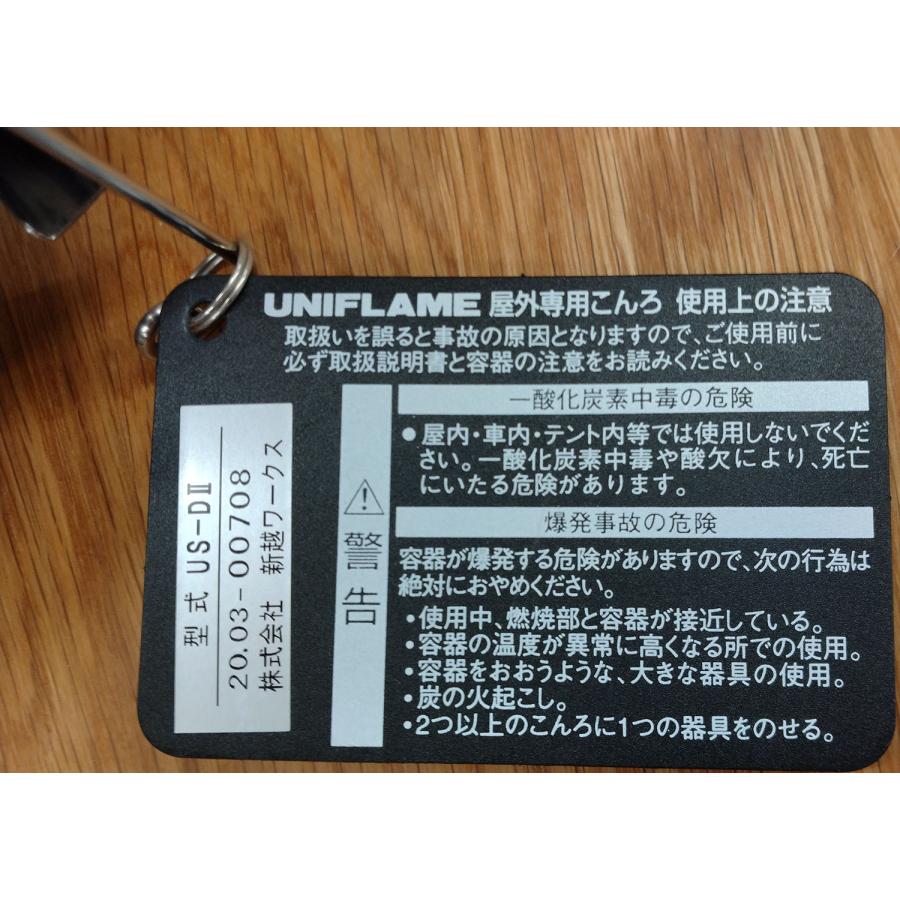 UNIFLAME 屋外専用こんろ 使用上の注意
取扱いを誤ると事故の原因となりますので、ご使用前に
必ず取扱説明書と容器の注意をお読みください。
型式 US-DⅡ
20.03-00708
株式会社 新越ワークス
警告
一酸化炭素中毒の危険
●屋内・車内・テント内等では使用しないでくだ
さい。一酸化炭素中毒や酸欠により、死亡
にいたる危険があります。
爆発事故の危険
容器が爆発する危険がありますので、次の行為は
絶対におやめください。
・使用中、燃焼部と容器が接近している。
・容器の温度が異常に高くなる所での使用。
・容器をおおうような、大きな器具の使用。
・炭の火起こし。
・2つ以上のこんろに1つの器具をのせる。